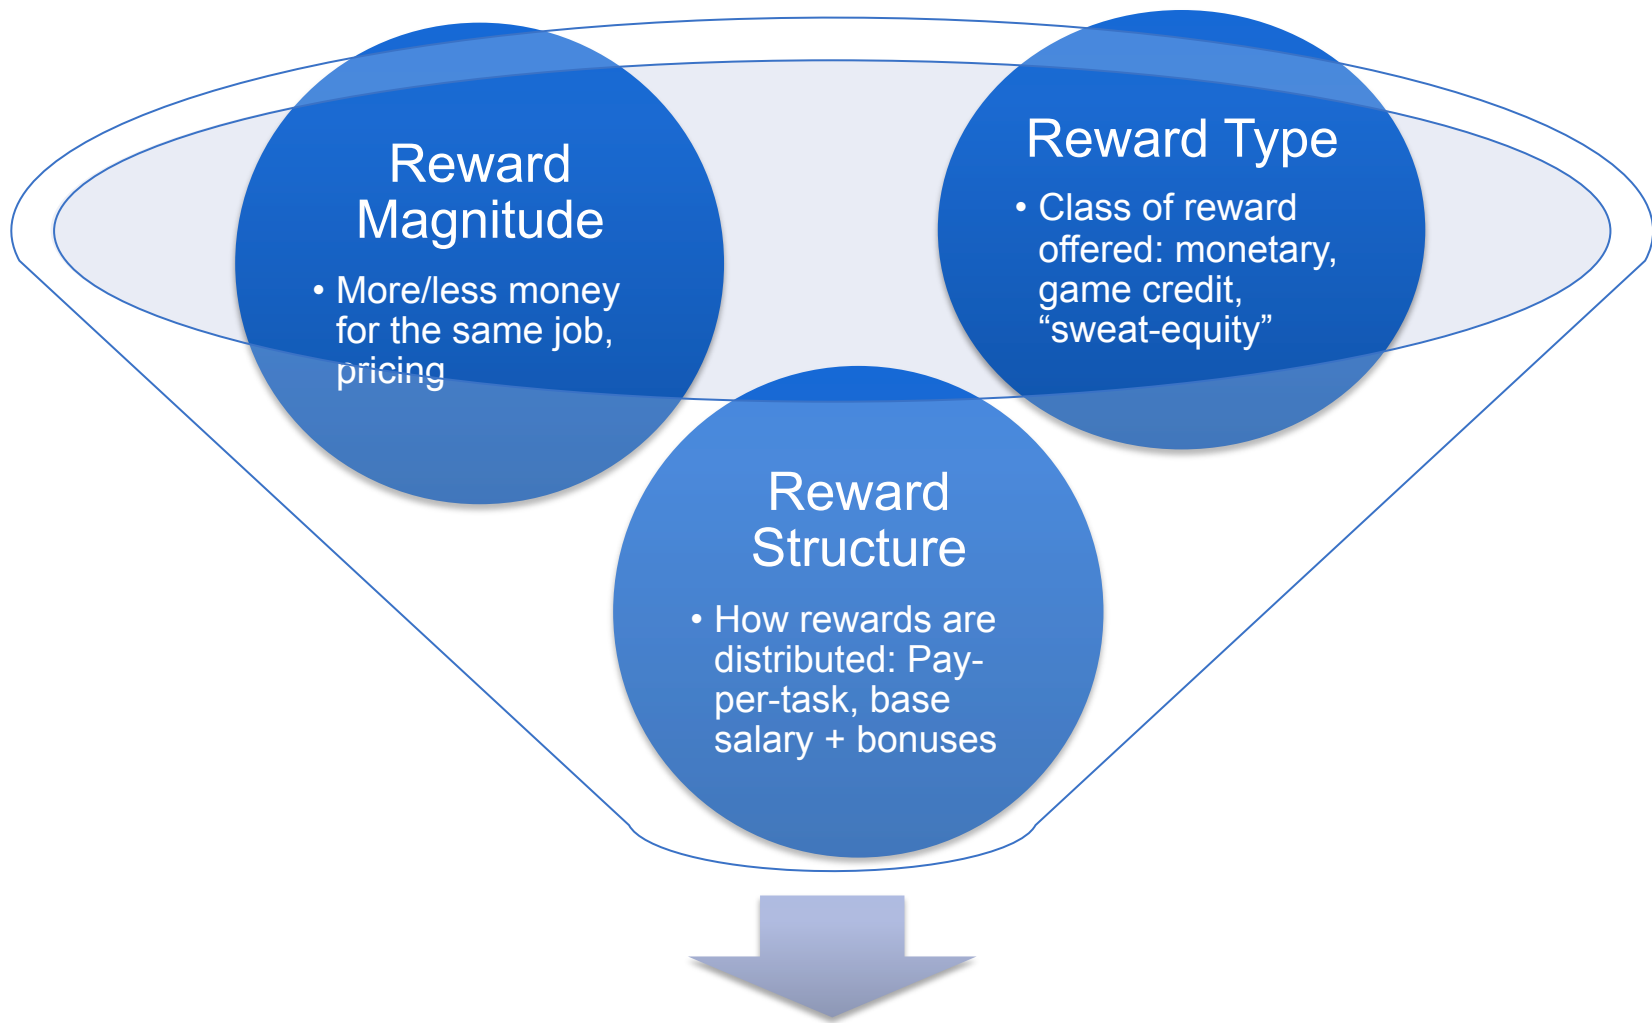 Reward
Magnitude
• More/less money
for the same job,
pricing
Reward Type
• Class of reward
offered: monetary,
game credit,
“sweat-equity”
Reward
Structure
• How rewards are
distributed: Pay-
per-task, base
salary + bonuses